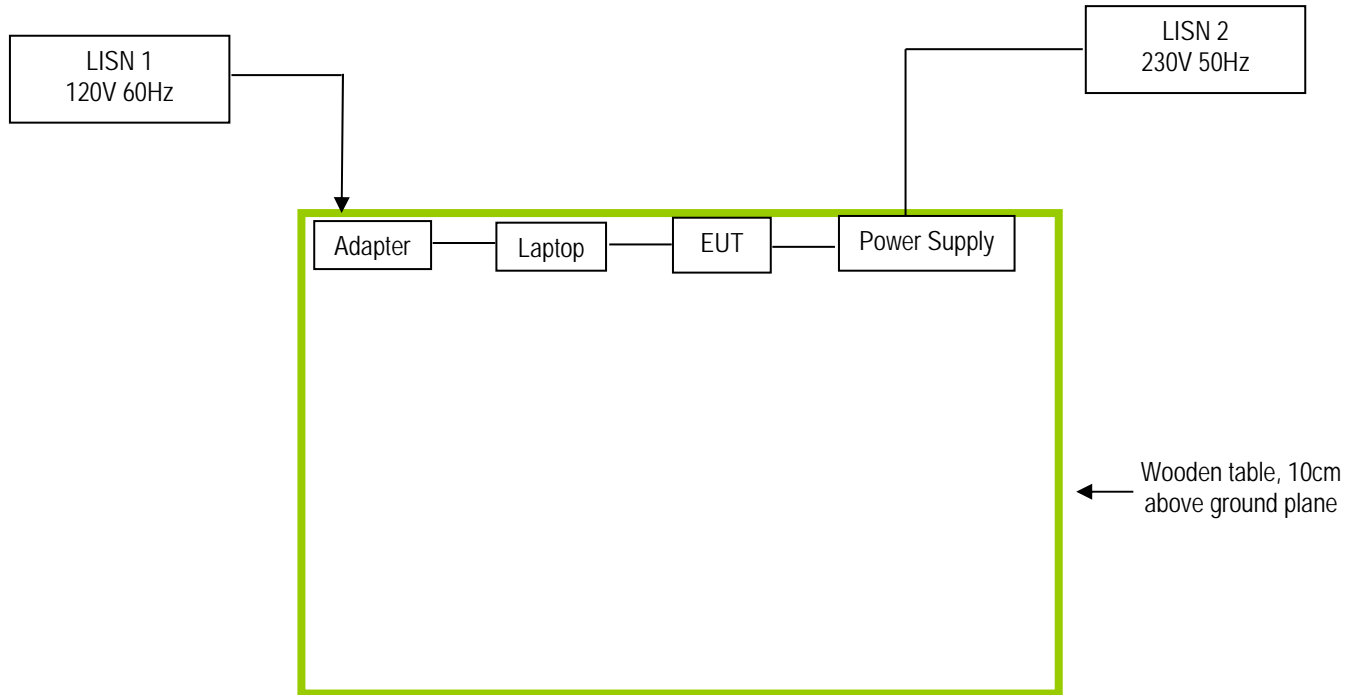 LISN 1
120V 60Hz
LISN 2
230V 50Hz
Adapter
Laptop
EUT
Power Supply
Wooden table, 10cm
above ground plane